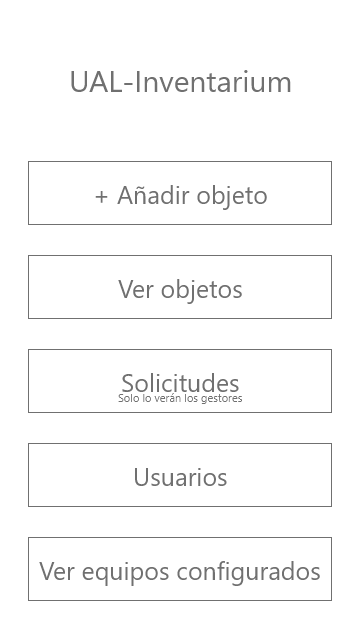 UAL-Inventarium
+ Añadir objeto
Ver objetos
Solicitudes
Solo lo verán los gestores
Usuarios
Ver equipos configurados